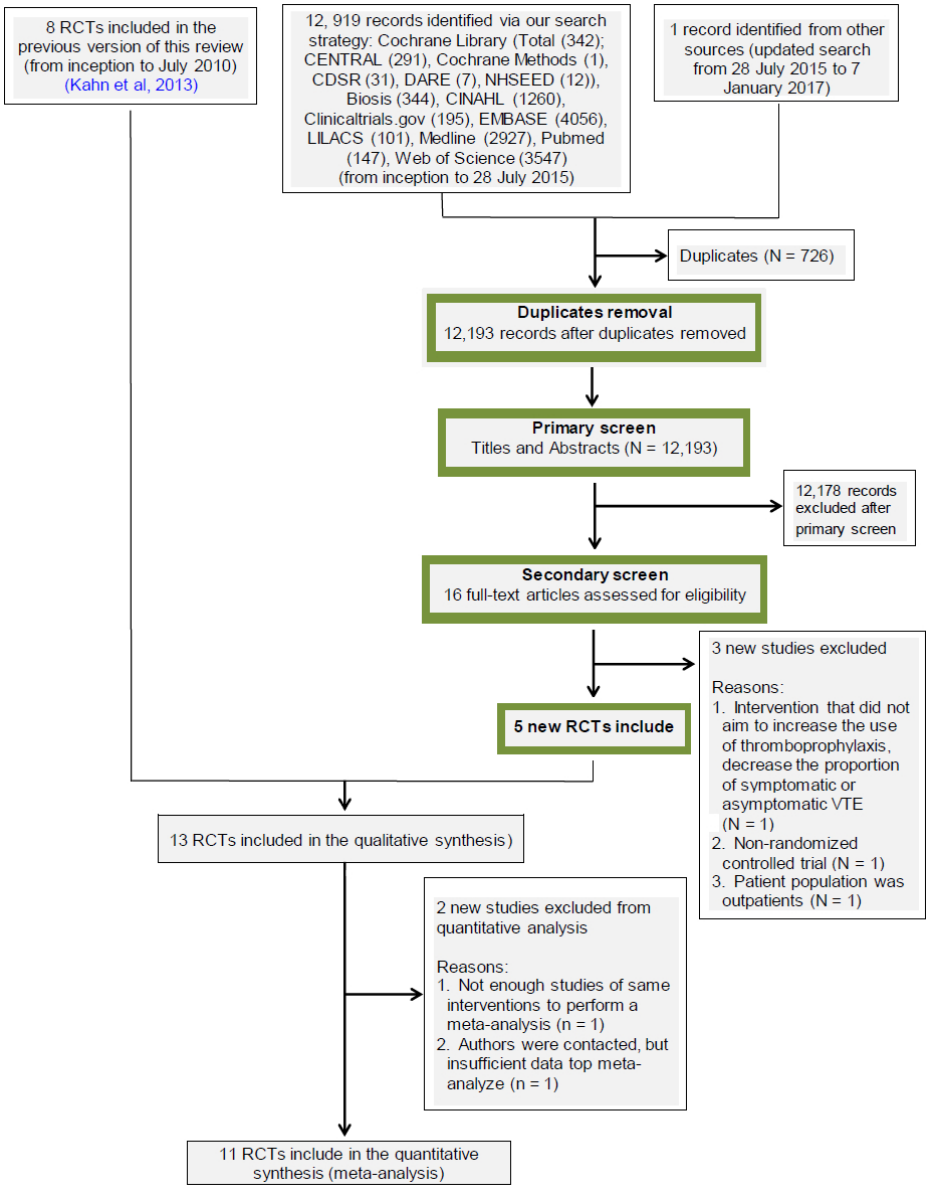 8 RCTs included in the
previous version of this review
(from inception to July 2010)
(Kahn et al, 2013)
12, 919 records identified via our search
strategy: Cochrane Library (Total (342);
CENTRAL (291), Cochrane Methods (1),
CDSR (31), DARE (7), NHSEED (12)),
Biosis (344), CINAHL (1260),
Clinicaltrials.gov (195), EMBASE (4056),
LILACS (101), Medline (2927), Pubmed
(147), Web of Science (3547)
(from inception to 28 July 2015)
1 record identified from other
sources (updated search
from 28 July 2015 to 7
January 2017)
Duplicates (N = 726)
Duplicates removal
12,193 records after duplicates removed
Primary screen
Titles and Abstracts (N = 12,193)
12,178 records
excluded after
primary screen
Secondary screen
16 full-text articles assessed for eligibility
3 new studies excluded
Reasons:
1. Intervention that did not
aim to increase the use
of thromboprophylaxis,
decrease the proportion
of symptomatic or
asymptomatic VTE
(N = 1)
2. Non-randomized
controlled trial (N = 1)
3. Patient population was
outpatients (N = 1)
5 new RCTs include
13 RCTs included in the qualitative synthesis)
2 new studies excluded from
quantitative analysis
Reasons:
1. Not enough studies of same
interventions to perform a
meta-analysis (n = 1)
2. Authors were contacted, but
insufficient data top meta-
analyze (n = 1)
11 RCTs include in the quantitative
synthesis (meta-analysis)